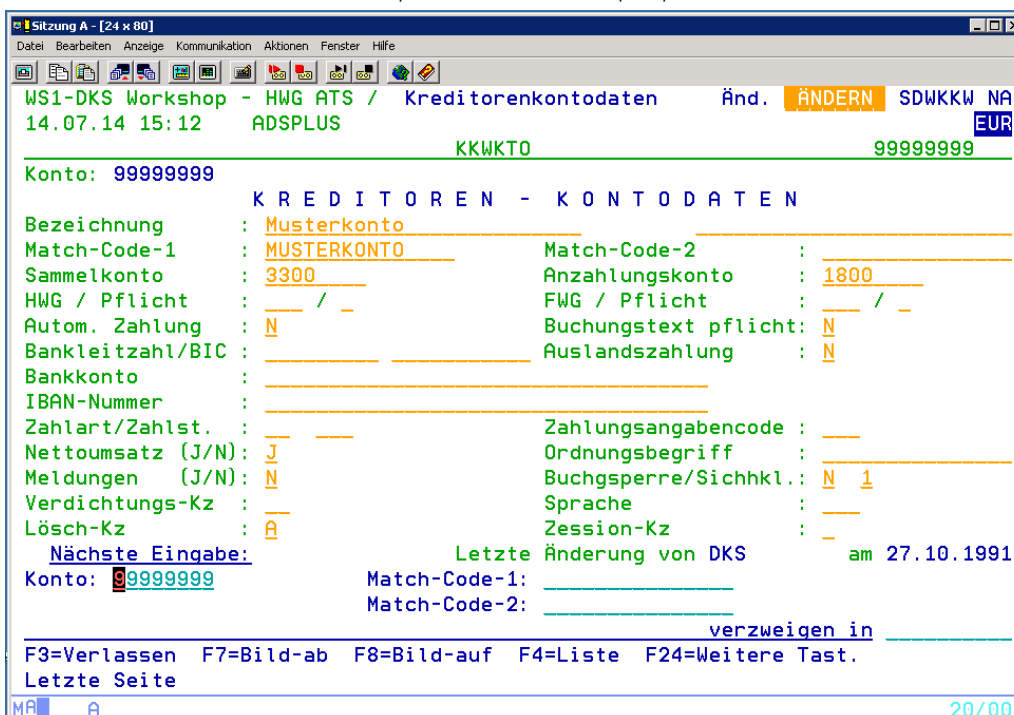 Sitzung A - [24 x 80]
Datei Bearbeiten Anzeige Kommunikation Aktionen Fenster Hilfe
WS1-DKS Workshop - HWG ATS / Kreditorenkontodaten Änd. ÄNDERN SDWKKW NA
14.07.14 15:12 ADSPLUS EUR
KKWKTO 99999999
Konto: 99999999
K R E D I T O R E N - K O N T O D A T E N
Bezeichnung : Musterkonto
Match-Code-1 : MUSTERKONTO Match-Code-2 :
Sammelkonto : 3300 Anzahlungskonto : 1800
HWG / Pflicht : ___ / _ FWG / Pflicht : ___ / _
Autom. Zahlung : N Buchungstext pflicht: N
Bankleitzahl/BIC : Auslandszahlung : N
Bankkonto :
IBAN-Nummer :
Zahlart/Zahlst. : Zahlungsangabencode :
Nettoumsatz (J/N): J Ordnungsbegriff :
Meldungen (J/N): N Buchgsperre/Sichhkl.: N 1
Verdichtungs-Kz : Sprache :
Lösch-Kz : A Zession-Kz :
Nächste Eingabe: Letzte Änderung von DKS am 27.10.1991
Konto: 99999999 Match-Code-1:
Match-Code-2:
verzweigen in
F3=Verlassen F7=Bild-ab F8=Bild-auf F4=Liste F24=Weitere Tast.
Letzte Seite
MA A 20/00